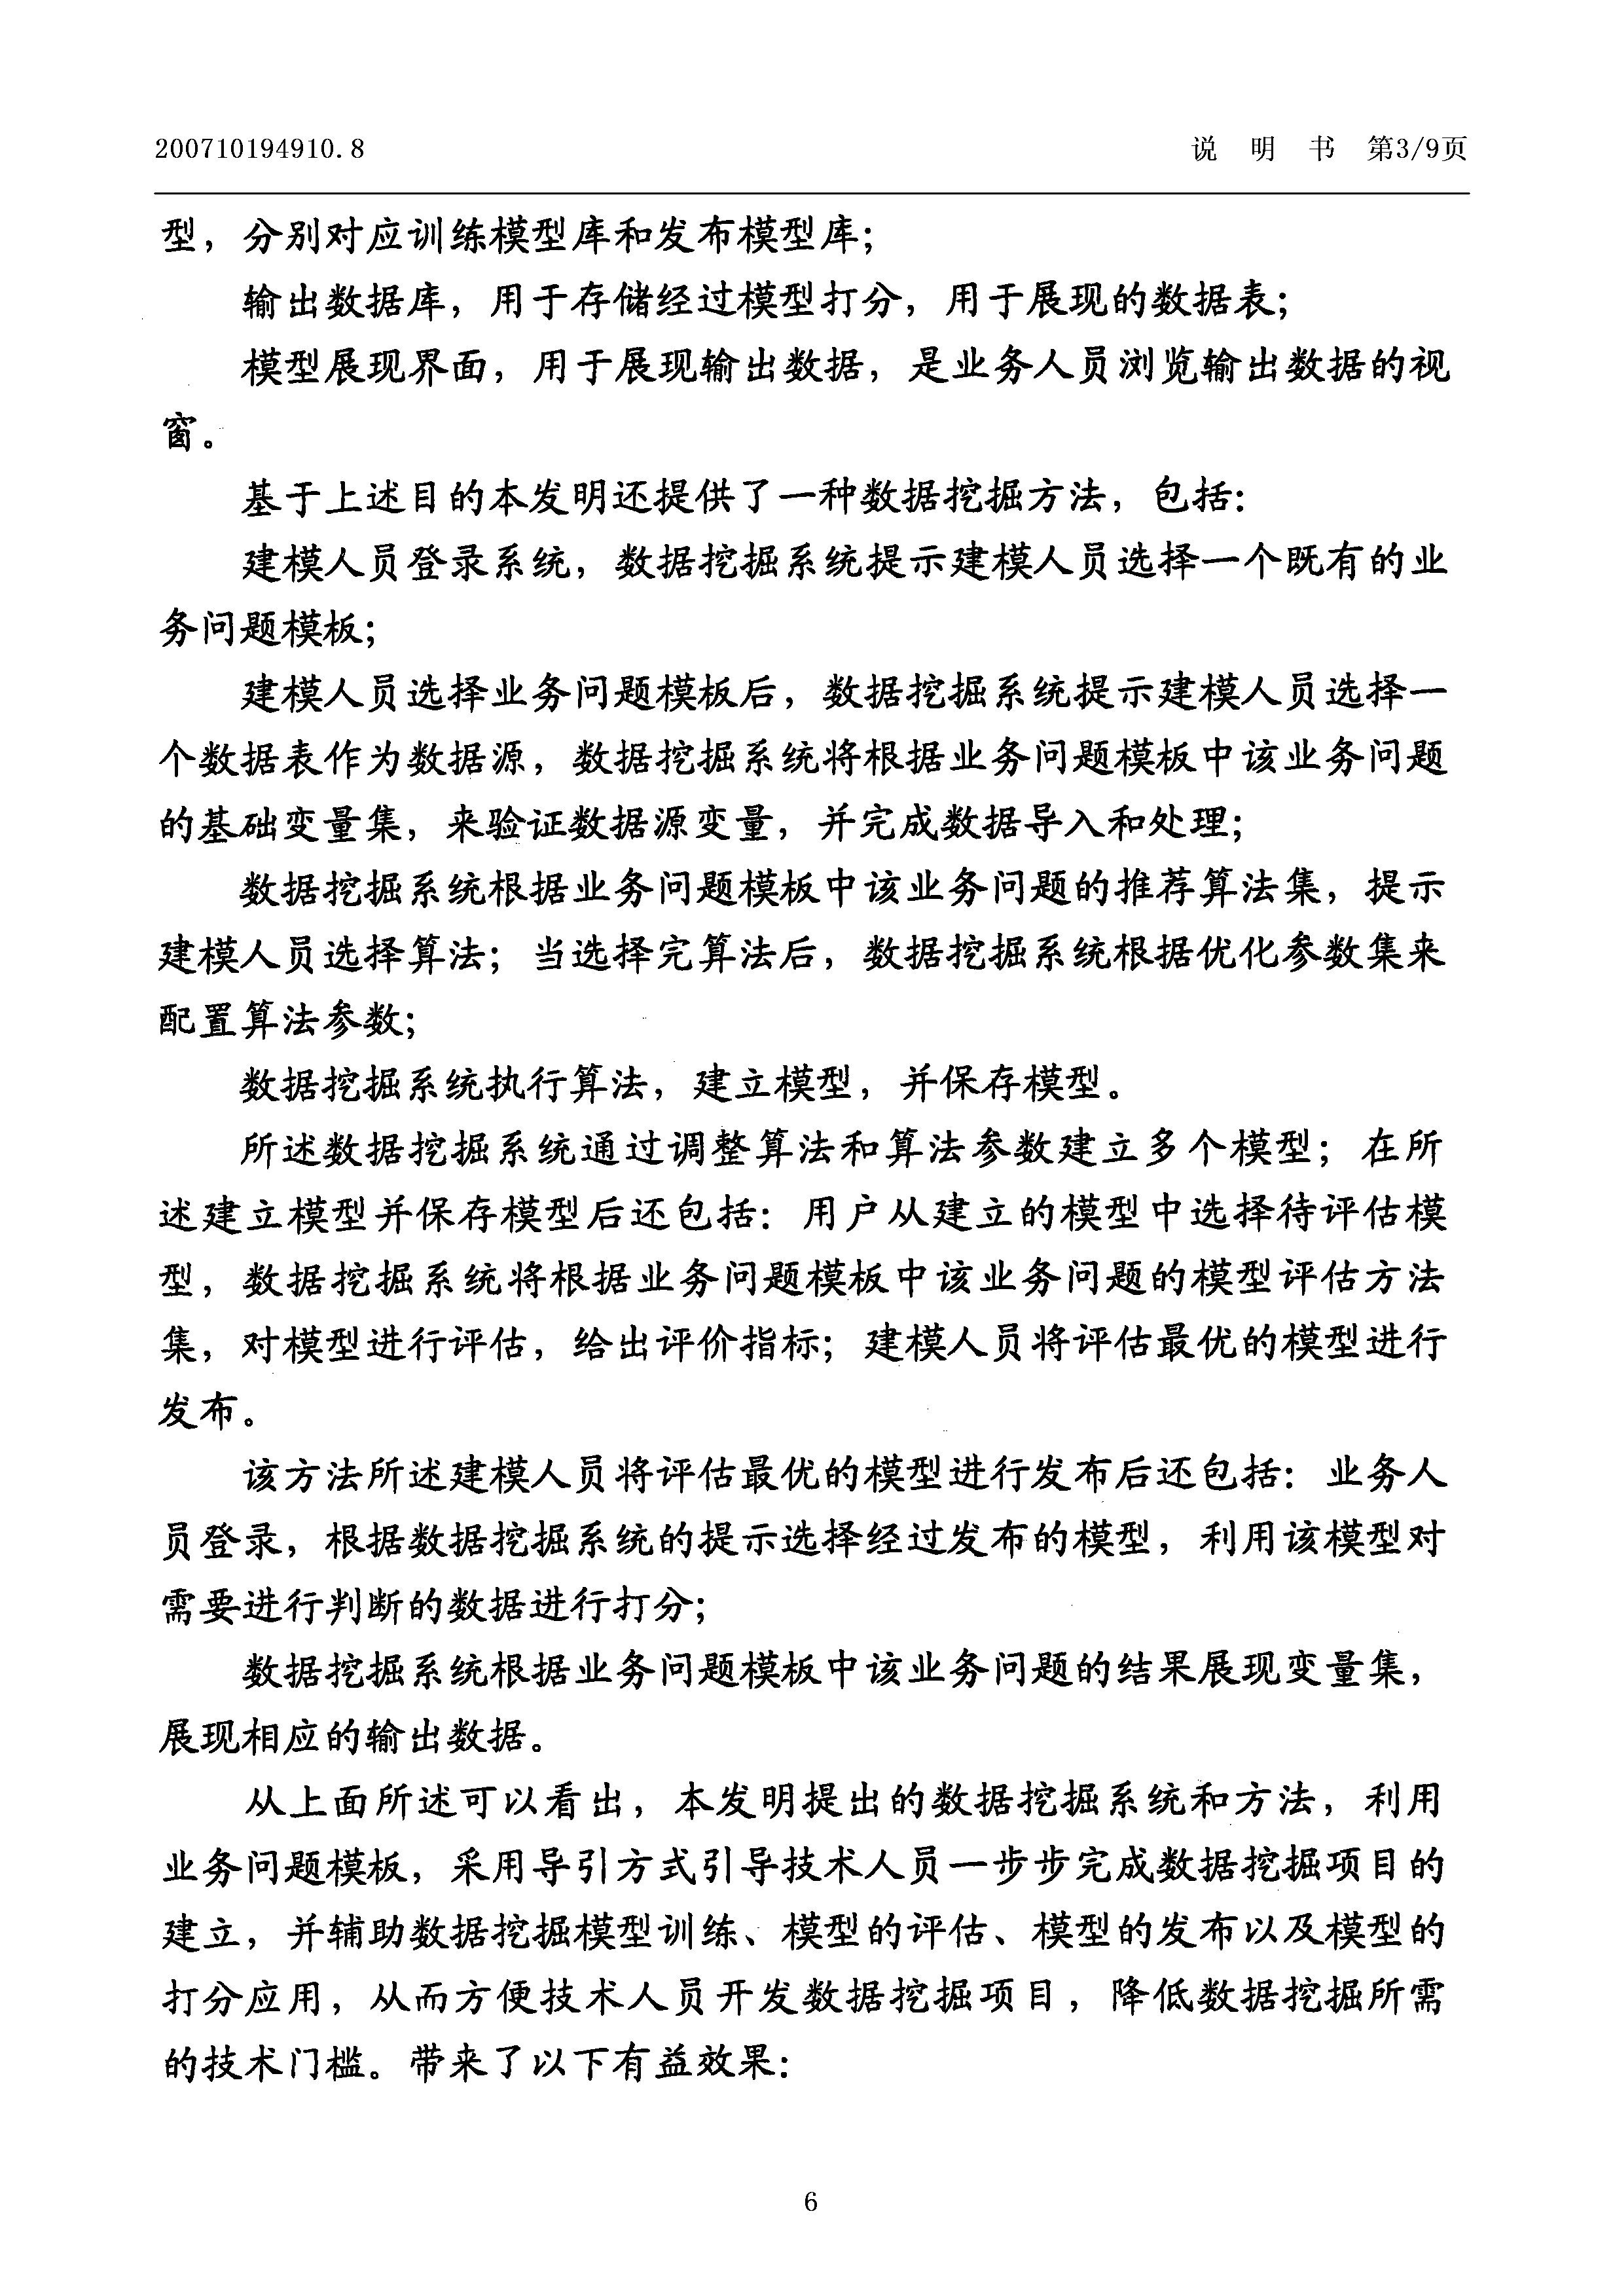 200710194910.8
说 明 书 第3/9页
型，分别对应训练模型库和发布模型库；
输出数据库，用于存储经过模型打分，用于展现的数据表；
模型展现界面，用于展现输出数据，是业务人员浏览输出数据的视
窗。
基于上述目的本发明还提供了一种数据挖掘方法，包括：
建模人员登录系统，数据挖掘系统提示建模人员选择一个既有的业
务问题模板；
建模人员选择业务问题模板后，数据挖掘系统提示建模人员选择一
个数据表作为数据源，数据挖掘系统将根据业务问题模板中该业务问题
的基础变量集，来验证数据源变量，并完成数据导入和处理；
数据挖掘系统根据业务问题模板中该业务问题的推荐算法集，提示
建模人员选择算法；当选择完算法后，数据挖掘系统根据优化参数集来
配置算法参数；
数据挖掘系统执行算法，建立模型，并保存模型。
所述数据挖掘系统通过调整算法和算法参数建立多个模型；在所
述建立模型并保存模型后还包括：用户从建立的模型中选择待评估模
型，数据挖掘系统将根据业务问题模板中该业务问题的模型评估方法
集，对模型进行评估，给出评价指标；建模人员将评估最优的模型进行
发布。
该方法所述建模人员将评估最优的模型进行发布后还包括：业务人
员登录，根据数据挖掘系统的提示选择经过发布的模型，利用该模型对
需要进行判断的数据进行打分；
数据挖掘系统根据业务问题模板中该业务问题的结果展现变量集，
展现相应的输出数据。
从上面所述可以看出，本发明提出的数据挖掘系统和方法，利用
业务问题模板，采用导引方式引导技术人员一步步完成数据挖掘项目的
建立，并辅助数据挖掘模型训练、模型的评估、模型的发布以及模型的
打分应用，从而方便技术人员开发数据挖掘项目，降低数据挖掘所需
的技术门槛。带来了以下有益效果：
6